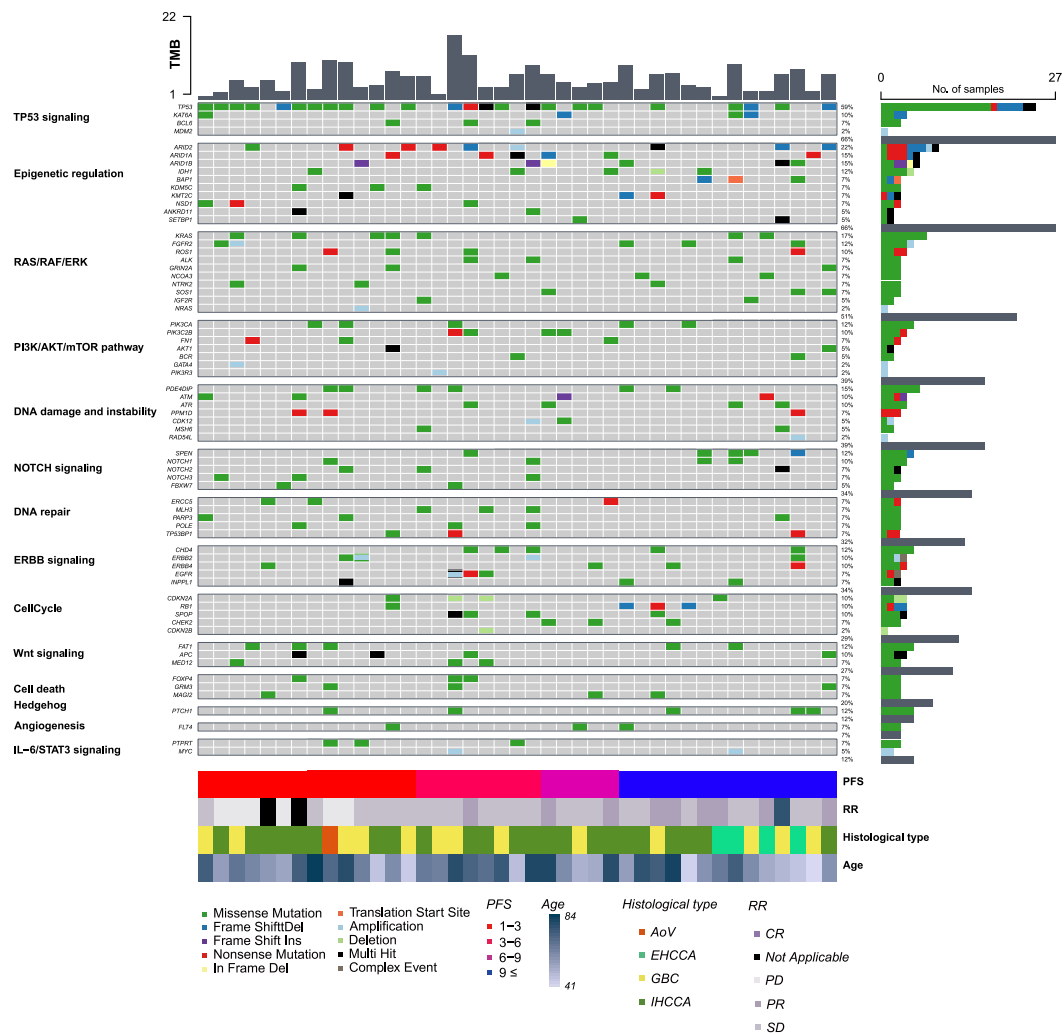 22
TMB
1
0
27
No. of samples
TP53 signaling
TP53 59%
KAT6A 10%
BCL6 7%
MDM2 2%
66%
Epigenetic regulation
ARID2 22%
ARID1A 15%
ARID1B 15%
IDH1 12%
BAP1 7%
KDM5C 7%
KMT2C 7%
NSD1 7%
ANKRD11 5%
SETBP1 5%
66%
RAS/RAF/ERK
KRAS 17%
FGFR2 12%
ROS1 10%
ALK 7%
GRIN2A 7%
NCOA3 7%
NTRK2 7%
SOS1 7%
IGF2R 5%
NRAS 2%
51%
PI3K/AKT/mTOR pathway
PIK3CA 12%
PIK3C2B 10%
FN1 7%
AKT1 5%
BCR 5%
GATA4 2%
PIK3R3 2%
39%
DNA damage and instability
PDE4DIP 15%
ATM 10%
ATR 10%
PPM1D 7%
CDK12 5%
MSH6 5%
RAD54L 2%
39%
NOTCH signaling
SPEN 12%
NOTCH1 10%
NOTCH2 7%
NOTCH3 7%
FBXW7 5%
34%
DNA repair
ERCC5 7%
MLH3 7%
PARP3 7%
POLE 7%
TP53BP1 7%
32%
ERBB signaling
CHD4 12%
ERBB2 10%
ERBB4 10%
EGFR 7%
INPPL1 7%
34%
CellCycle
CDKN2A 10%
RB1 10%
SPOP 10%
CHEK2 7%
CDKN2B 2%
29%
Wnt signaling
FAT1 12%
APC 10%
MED12 7%
27%
Cell death
FOXP4 7%
GRM3 7%
MAGI2 7%
20%
Hedgehog
PTCH1 12%
12%
Angiogenesis
FLT4 7%
7%
IL−6/STAT3 signaling
PTPRT 7%
MYC 5%
12%
PFS
RR
Histological type
Age
Missense Mutation
Frame ShifttDel
Frame Shift Ins
Nonsense Mutation
In Frame Del
Translation Start Site
Amplification
Deletion
Multi Hit
Complex Event
PFS
1−3
3−6
6−9
9 ≤
Age
84
41
Histological type
AoV
EHCCA
GBC
IHCCA
RR
CR
Not Applicable
PD
PR
SD